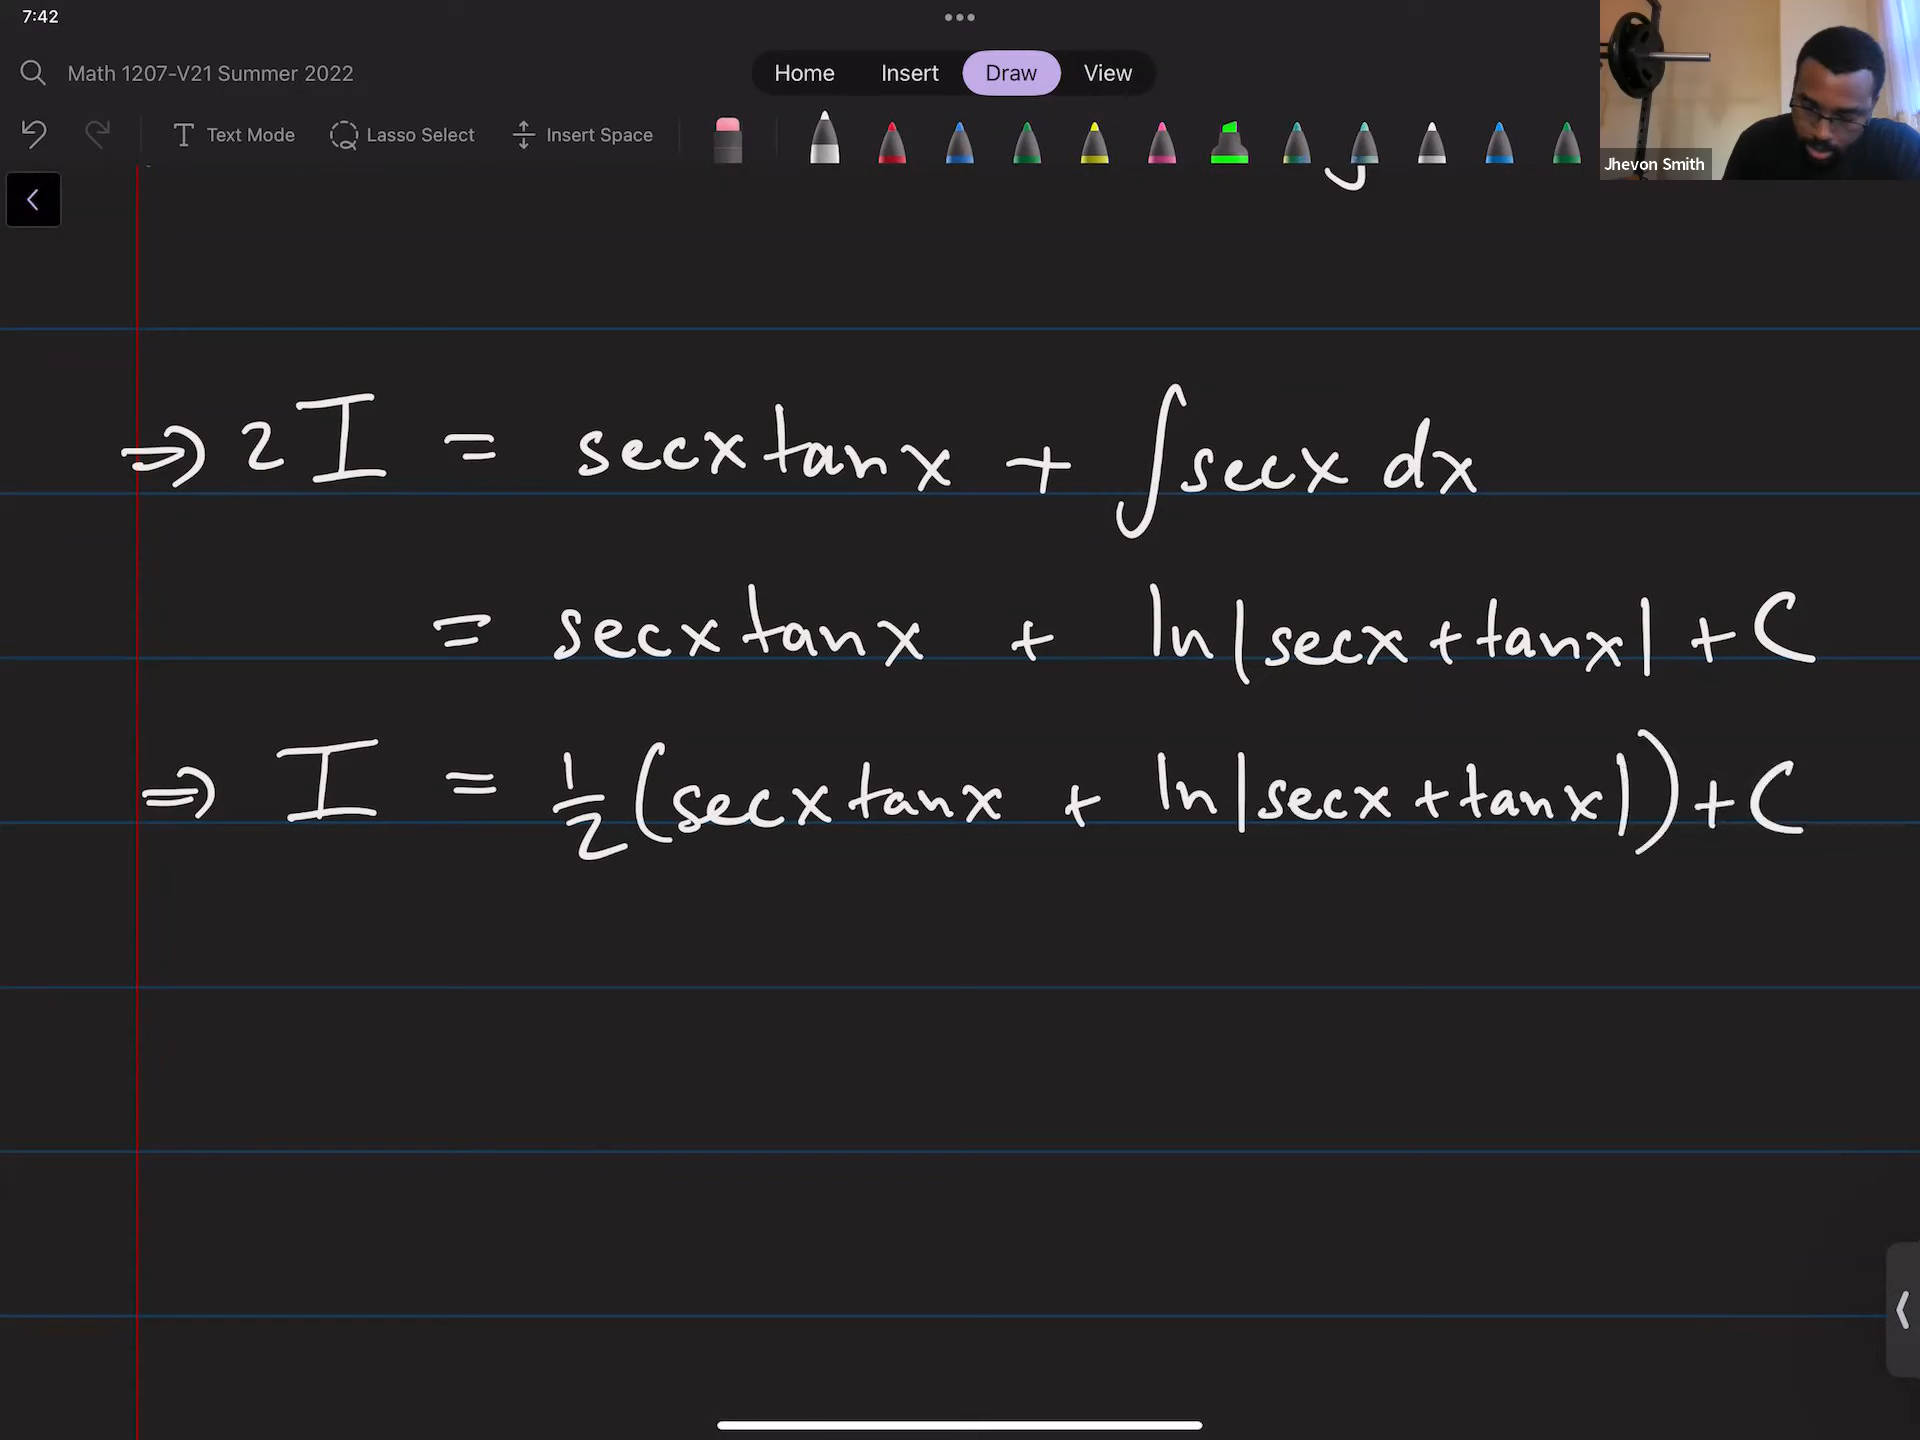 7:42
Math 1207-V21 Summer 2022
Home Insert Draw View
Text Mode Lasso Select Insert Space
Jhevon Smith
⇒ 2I = secx tanx + ∫secx dx
= secx tanx + ln|secx + tanx| + C
⇒ I = ½(secx tanx + ln|secx + tanx|) + C